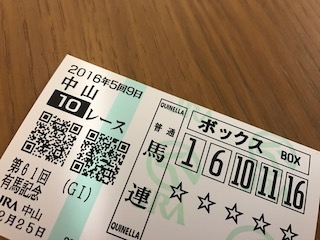 2016年5回9日
中山
10レース
第61回
有馬記念
(GI)
JRA 中山
2月25日
QUINELLA
普通
馬連
QUINELLA
ボックス
BOX
1 6 10 11 16
☆☆☆☆☆